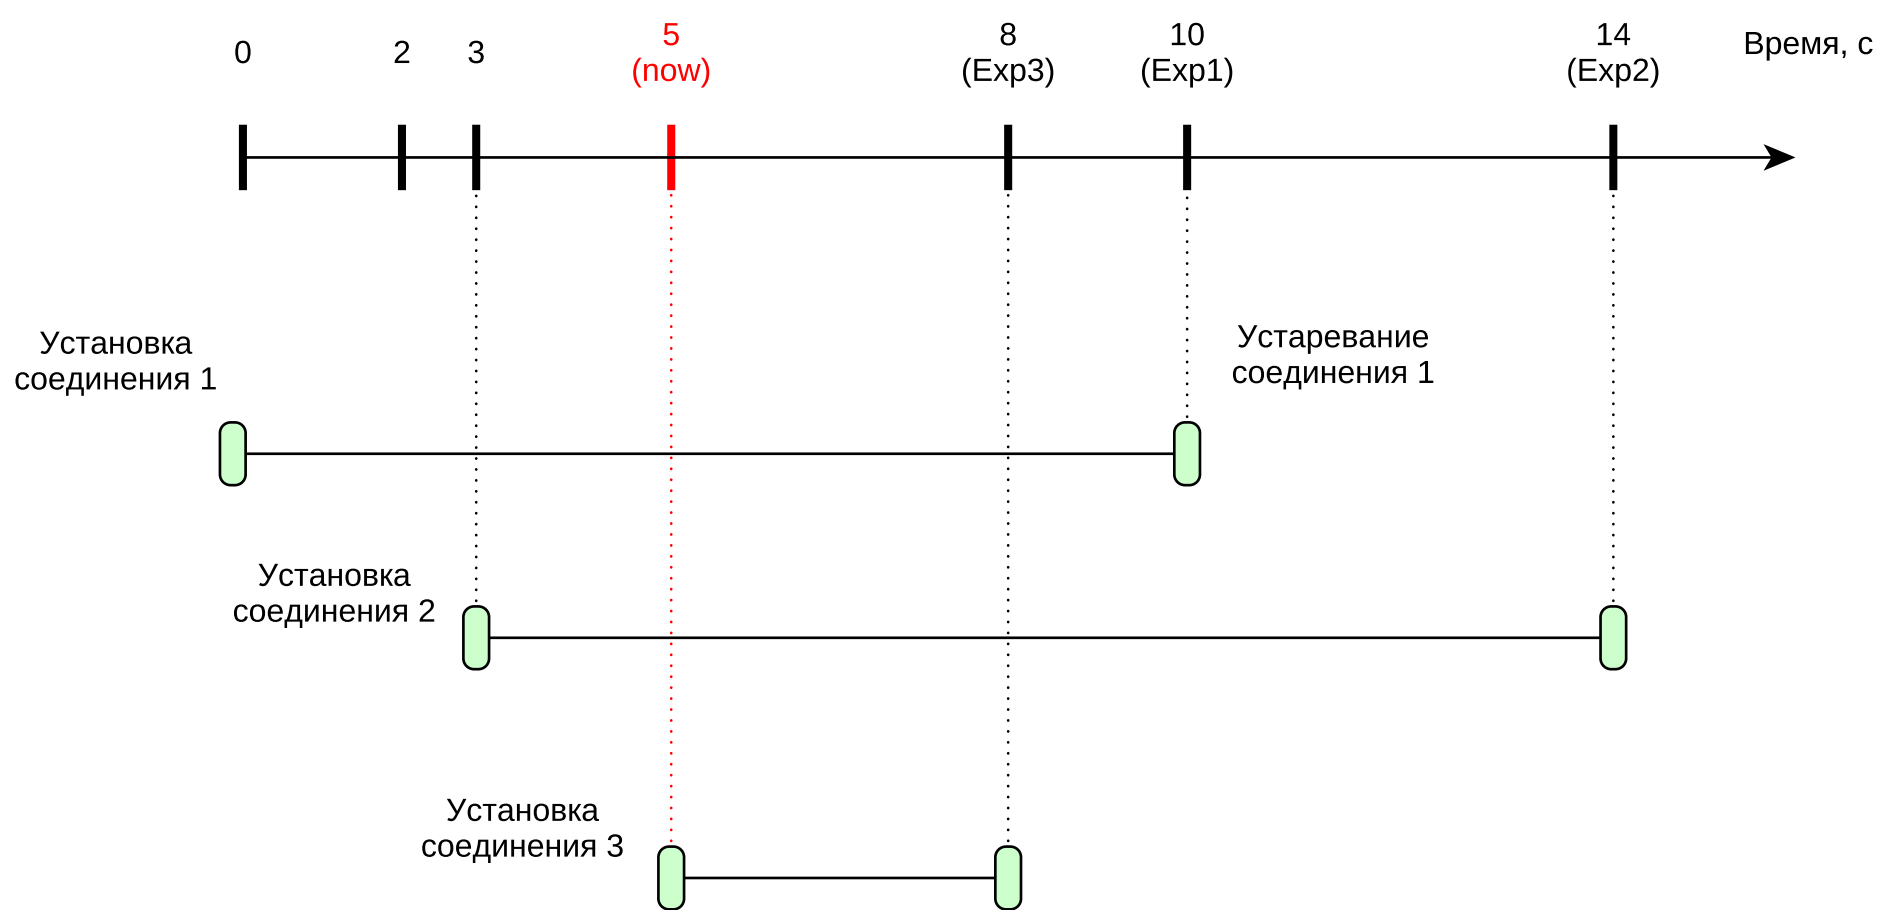 0
2
3
5
(now)
8
(Exp3)
10
(Exp1)
14
(Exp2)
Время, с
Установка
соединения 1
Устаревание
соединения 1
Установка
соединения 2
Установка
соединения 3